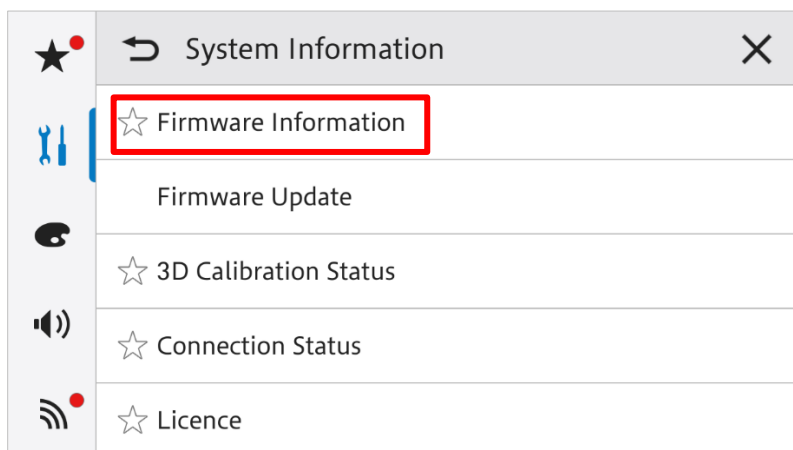 System Information
Firmware Information
Firmware Update
3D Calibration Status
Connection Status
Licence